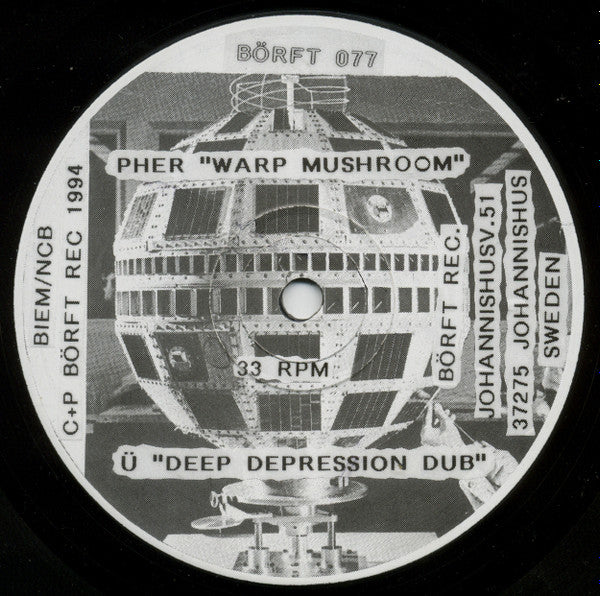 BÖRFT 077
PHER "WARP MUSHROOM"
BIEM/NCB
C+P BÖRFT REC 1994
33 RPM
BÖRFT REC.
JOHANNISHUSV.51
37275 JOHANNISHUS
SWEDEN
Ü "DEEP DEPRESSION DUB"